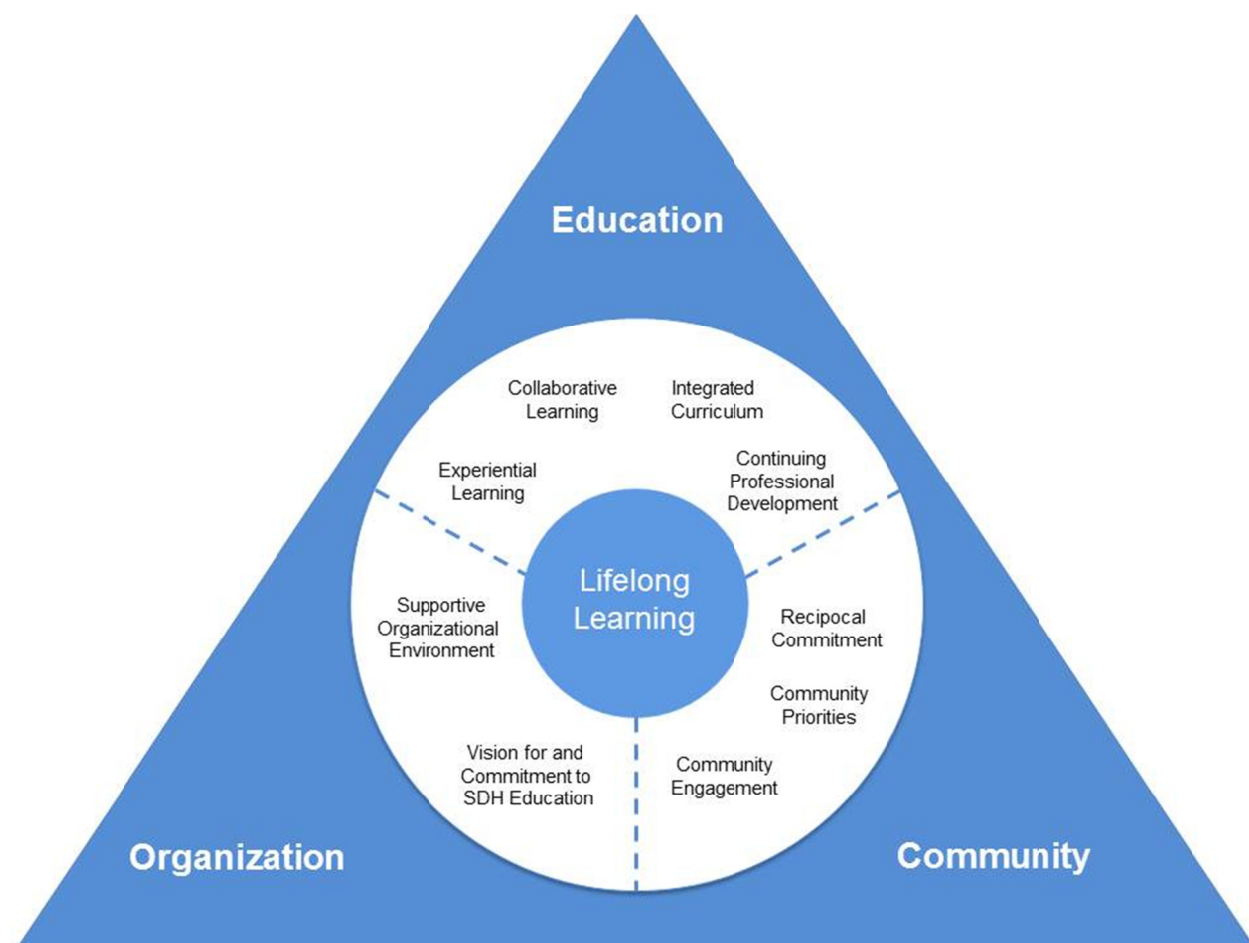 Education
Collaborative
Learning
Integrated
Curriculum
Experiential
Learning
Continuing
Professional
Development
Lifelong
Learning
Supportive
Organizational
Environment
Reciprocal
Commitment
Community
Priorities
Vision for and
Commitment to
SDH Education
Community
Engagement
Organization
Community